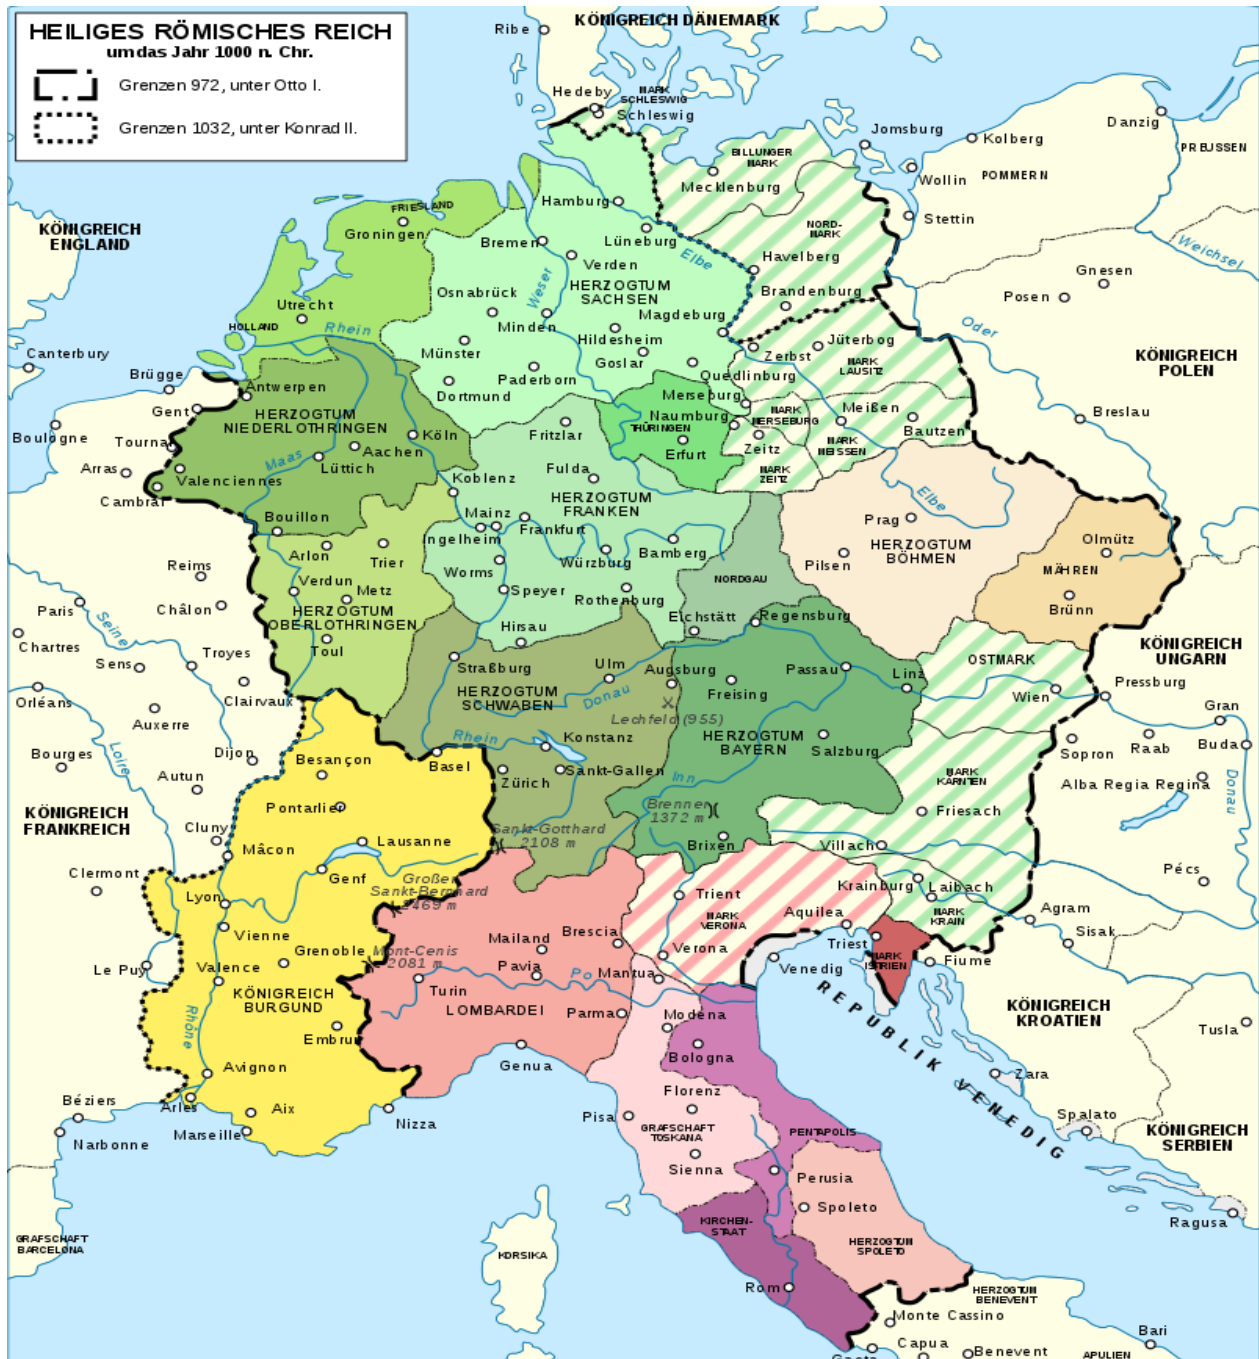 HEILIGES RÖMISCHES REICH
um das Jahr 1000 n. Chr.
Grenzen 972, unter Otto I.
Grenzen 1032, unter Konrad II.
KÖNIGREICH DÄNEMARK
Ribe
Hedeby
MARK
SCHLESWIG
Schleswig
Danzig
Jomsburg
Kolberg
PREUSSEN
BILLUNGER
MARK
Mecklenburg
Wollin
POMMERN
Hamburg
FRIESLAND
Groningen
Stettin
KÖNIGREICH
ENGLAND
Bremen
Lüneburg
NORD-
MARK
Elbe
Weichsel
Verden
Havelberg
Gnesen
Weser
HERZOGTUM
SACHSEN
Osnabrück
Brandenburg
Posen
Utrecht
HOLLAND
Rhein
Minden
Magdeburg
Oder
Hildesheim
Jüterbog
Canterbury
Münster
Goslar
Zerbst
MARK
LAUSITZ
KÖNIGREICH
POLEN
Brügge
Antwerpen
Paderborn
Quedlinburg
Dortmund
Merseburg
Gent
HERZOGTUM
NIEDERLOTHRINGEN
Naumburg
MARK
MERSEBURG
Meißen
Breslau
Boulogne
Tournai
Köln
Fritzlar
THÜRINGEN
Bautzen
Aachen
Erfurt
Zeitz
MARK
MEISSEN
Maas
Arras
Lüttich
Valenciennes
Koblenz
Fulda
MARK
ZEITZ
Cambrai
HERZOGTUM
FRANKEN
Elbe
Mainz
Bouillon
Frankfurt
Prag
Ingelheim
Bamberg
HERZOGTUM
BÖHMEN
Olmütz
Arlon
Trier
Würzburg
Pilsen
Reims
Worms
NORDGAU
MÄHREN
Verdun
Metz
Speyer
Rothenburg
Brünn
Paris
Châlon
HERZOGTUM
OBERLOTHRINGEN
Eichstätt
Regensburg
Seine
Hirsau
Chartres
Troyes
Toul
KÖNIGREICH
UNGARN
Sens
Straßburg
Ulm
Augsburg
Passau
OSTMARK
Linz
Orléans
Clairvaux
HERZOGTUM
SCHWABEN
Donau
Freising
Wien
Pressburg
Auxerre
Lechfeld (955)
Gran
Loire
Rhein
Konstanz
HERZOGTUM
BAYERN
Salzburg
Sopron
Raab
Buda
Bourges
Dijon
Besançon
Basel
Autun
Zürich
Sankt-Gallen
Inn
MARK
KÄRNTEN
Alba Regia Regina
Donau
KÖNIGREICH
FRANKREICH
Pontarlier
Brenner
1372 m
Friesach
Cluny
Lausanne
Sankt-Gotthard
2108 m
Brixen
Villach
Mâcon
Clermont
Genf
Großer
Sankt-Bernhard
2469 m
Pécs
Lyon
Trient
Krainburg
Laibach
MARK
VERONA
Aquilea
MARK
KRAIN
Agram
Vienne
Grenoble
Mont-Cenis
2081 m
Mailand
Brescia
Verona
Triest
Sisak
Le Puy
Valence
Pavia
Po
Mantua
Venedig
MARK
ISTRIEN
Fiume
KÖNIGREICH
BURGUND
Turin
LOMBARDEI
Parma
REPUBLIK VENEDIG
KÖNIGREICH
KROATIEN
Rhône
Embrun
Modena
Tusla
Bologna
Avignon
Genua
Zara
Béziers
Arles
Aix
Florenz
Narbonne
Marseille
Nizza
Pisa
GRAFSCHAFT
TOSKANA
PENTAPOLIS
Spalato
KÖNIGREICH
SERBIEN
Sienna
Perusia
Spoleto
KIRCHEN-
STAAT
Ragusa
GRAFSCHAFT
BARCELONA
KORSIKA
HERZOGTUM
SPOLETO
Rom
HERZOGTUM
BENEVENT
Monte Cassino
Bari
Capua
Gaeta
Benevent
APULIEN